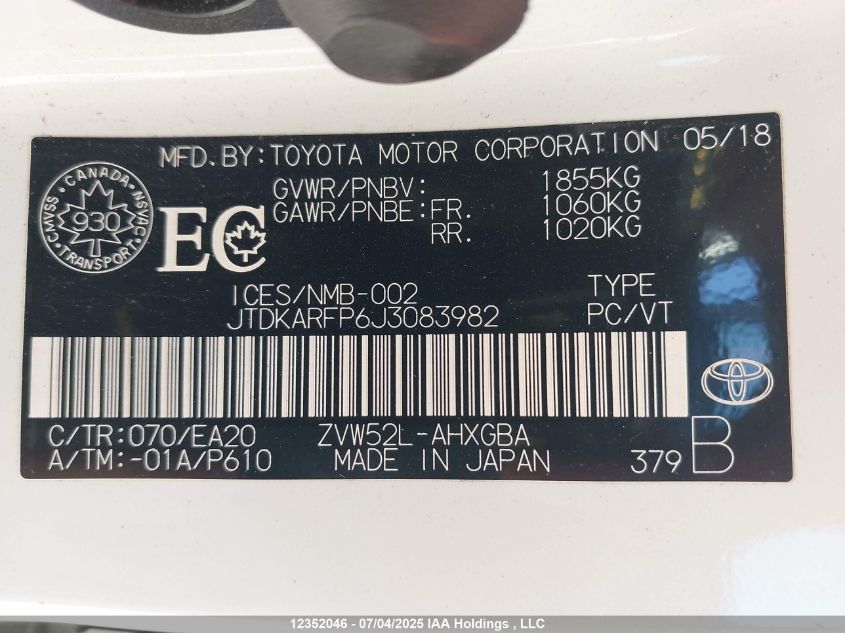 MFD.BY:TOYOTA MOTOR CORPORATION 05/18
GVWR/PNBV: 1855KG
GAWR/PNBE:FR. 1060KG
RR. 1020KG
CANADA
CMVSS 930 NSVAC
TRANSPORT
EC
ICES/NMB-002 TYPE
JTDKARFP6J3083982 PC/VT
C/TR:070/EA20 ZVW52L-AHXGBA
A/TM:-01A/P610 MADE IN JAPAN 379 B
12352046 - 07/04/2025 IAA Holdings , LLC